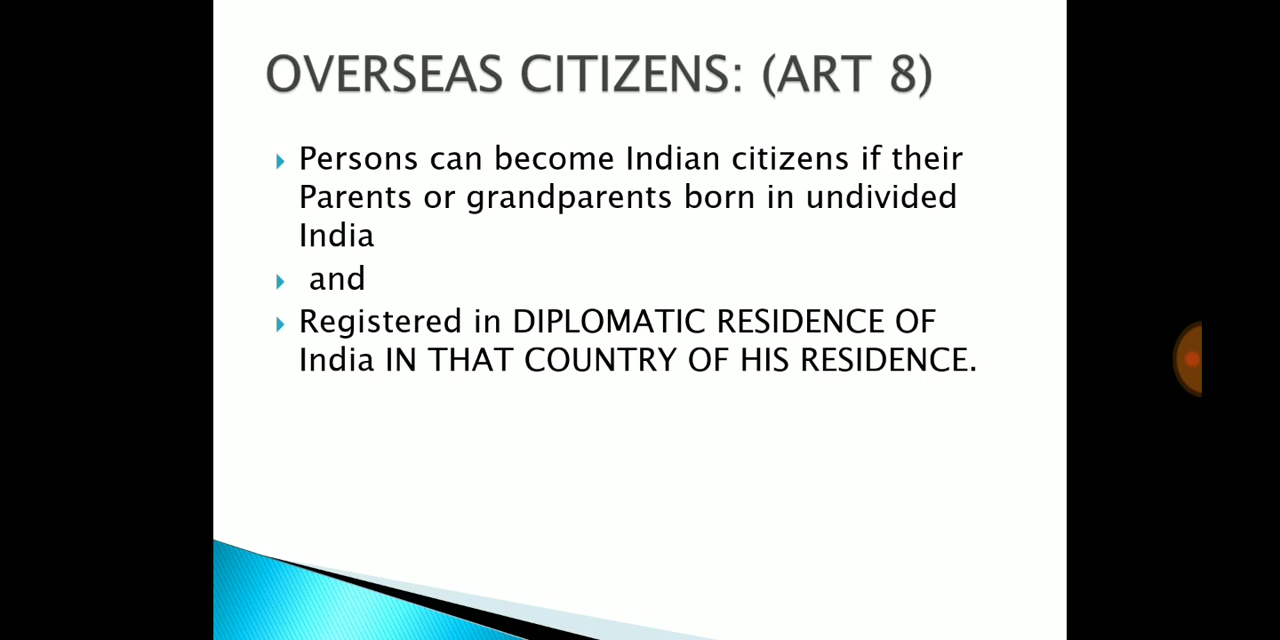 OVERSEAS CITIZENS: (ART 8)
Persons can become Indian citizens if their
Parents or grandparents born in undivided
India
and
Registered in DIPLOMATIC RESIDENCE OF
India IN THAT COUNTRY OF HIS RESIDENCE.